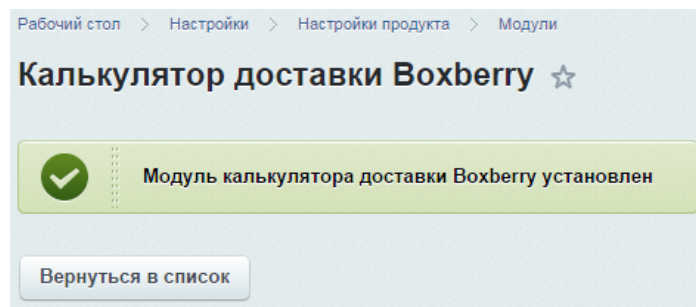 Рабочий стол > Настройки > Настройки продукта > Модули
Калькулятор доставки Boxberry
Модуль калькулятора доставки Boxberry установлен
Вернуться в список